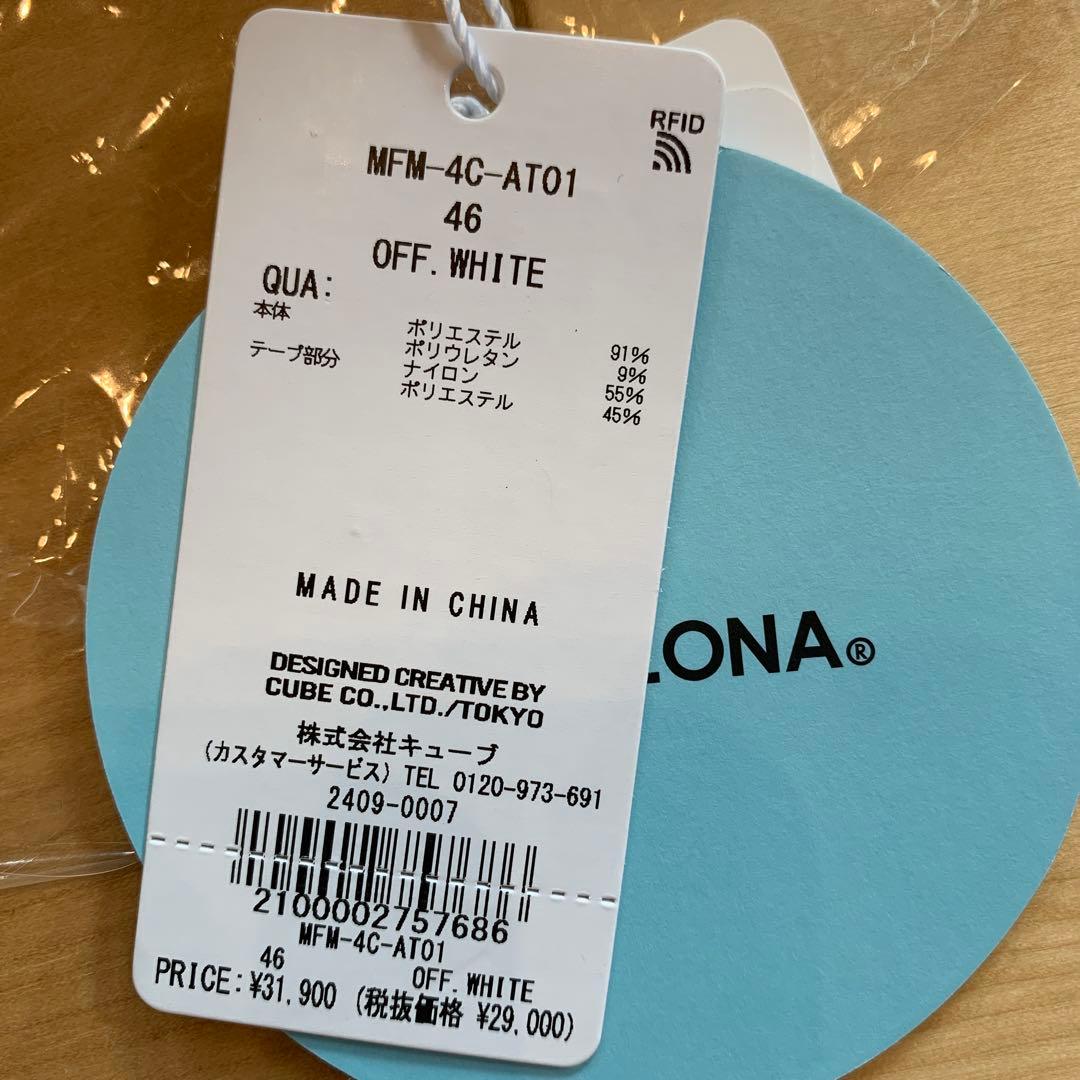 RFID
MFM-4C-AT01
46
OFF.WHITE
QUA:
本体 ポリエステル 91%
ポリウレタン 9%
テープ部分 ナイロン 55%
ポリエステル 45%
MADE IN CHINA
DESIGNED CREATIVE BY
CUBE CO.,LTD./TOKYO
株式会社キューブ
(カスタマーサービス) TEL 0120-973-691
2409-0007
2100002757686
MFM-4C-AT01
46 OFF.WHITE
PRICE:¥31,900 (税抜価格 ¥29,000)
LONA®